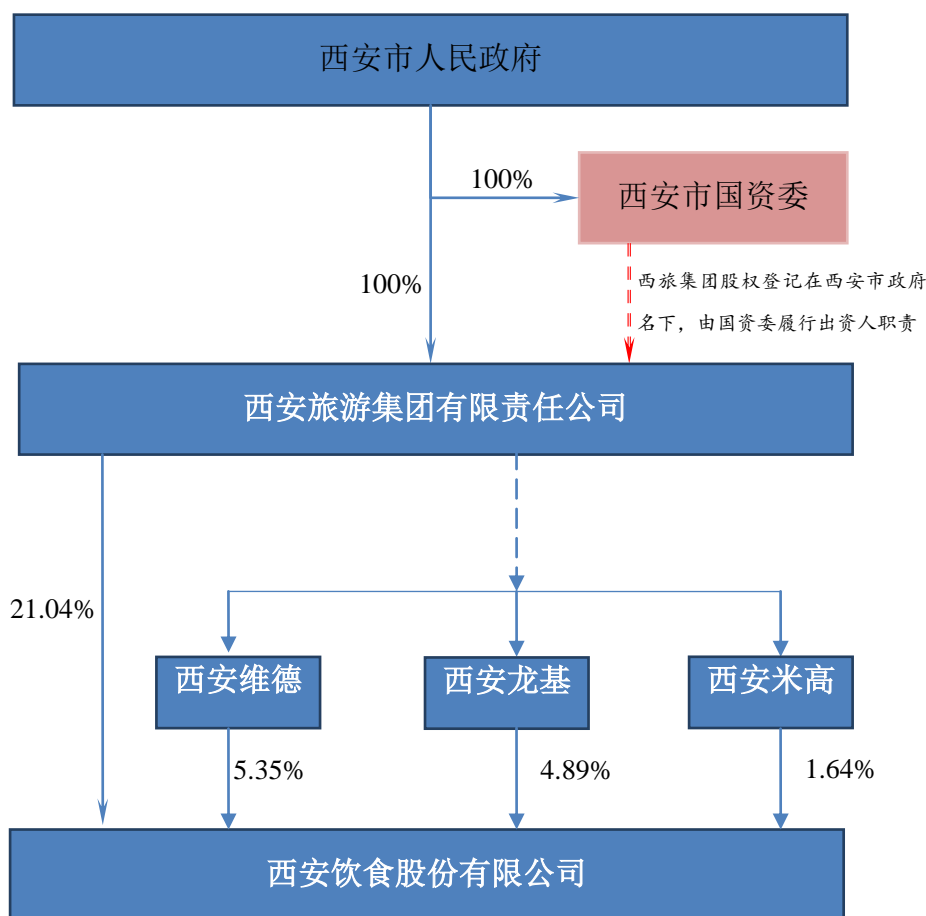 西安市人民政府
100%
西安市国资委
100%
西旅集团股权登记在西安市政府
名下，由国资委履行出资人职责
西安旅游集团有限责任公司
21.04%
西安维德
西安龙基
西安米高
5.35%
4.89%
1.64%
西安饮食股份有限公司